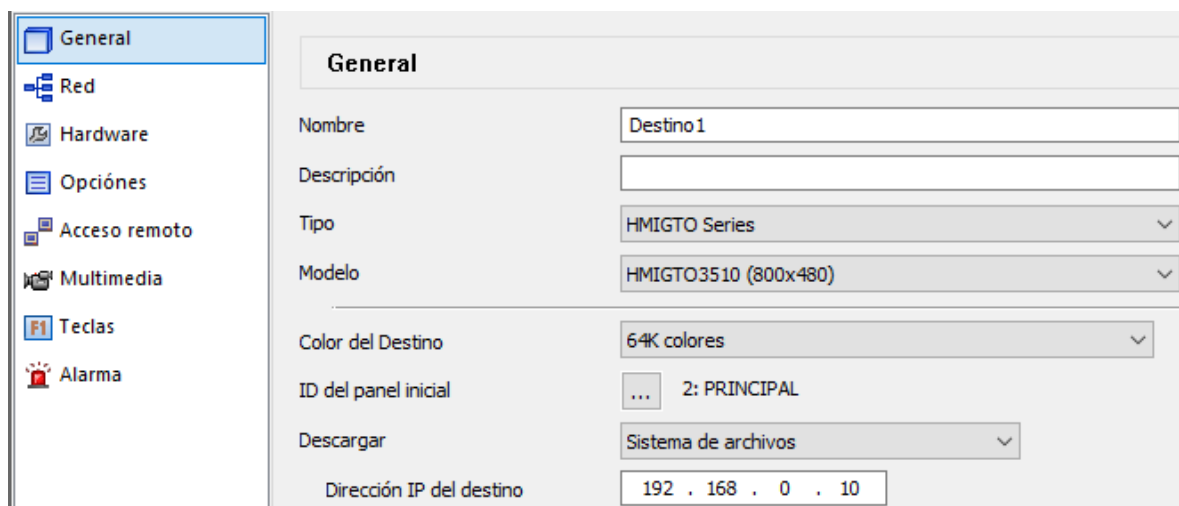 General
Red
Hardware
Opciónes
Acceso remoto
Multimedia
F1 Teclas
Alarma
General
Nombre Destino1
Descripción
Tipo HMIGTO Series
Modelo HMIGTO3510 (800x480)
Color del Destino 64K colores
ID del panel inicial ... 2: PRINCIPAL
Descargar Sistema de archivos
Dirección IP del destino 192 . 168 . 0 . 10